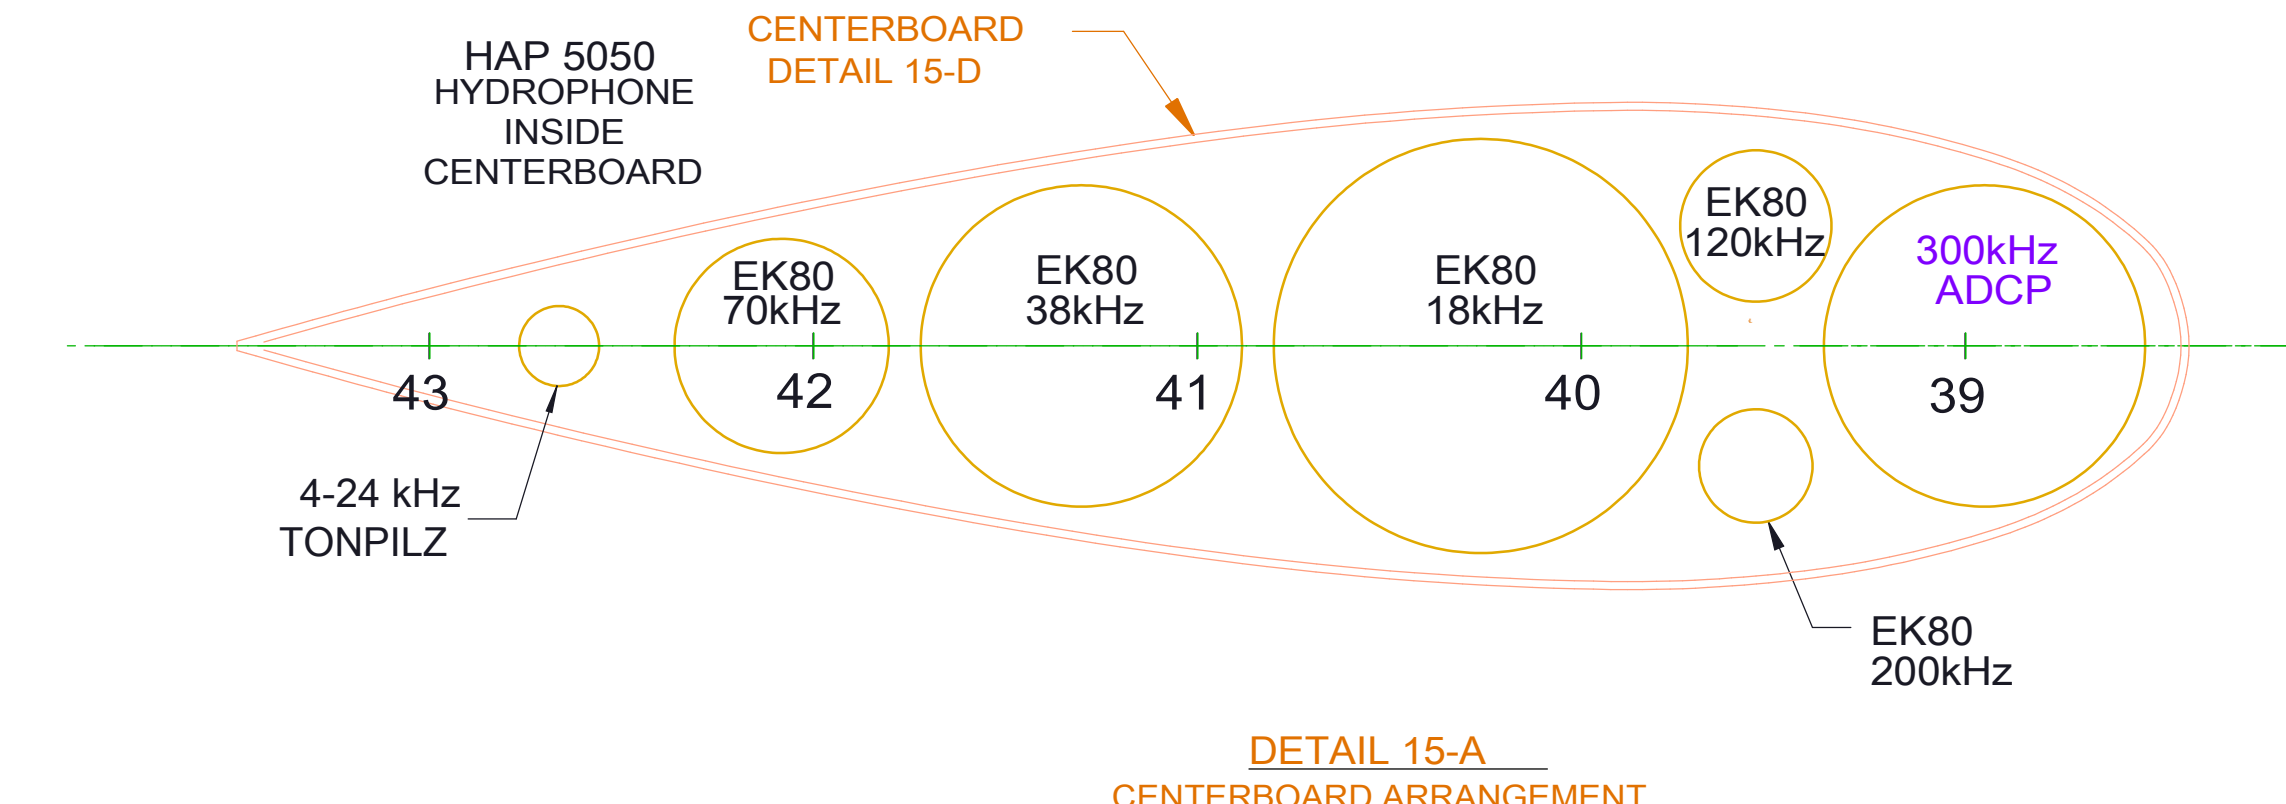 CENTERBOARD
DETAIL 15-D
HAP 5050
HYDROPHONE
INSIDE
CENTERBOARD
EK80
120kHz
300kHz
ADCP
EK80
18kHz
EK80
38kHz
EK80
70kHz
43
42
41
40
39
4-24 kHz
TONPILZ
EK80
200kHz
DETAIL 15-A
CENTERBOARD ARRANGEMENT